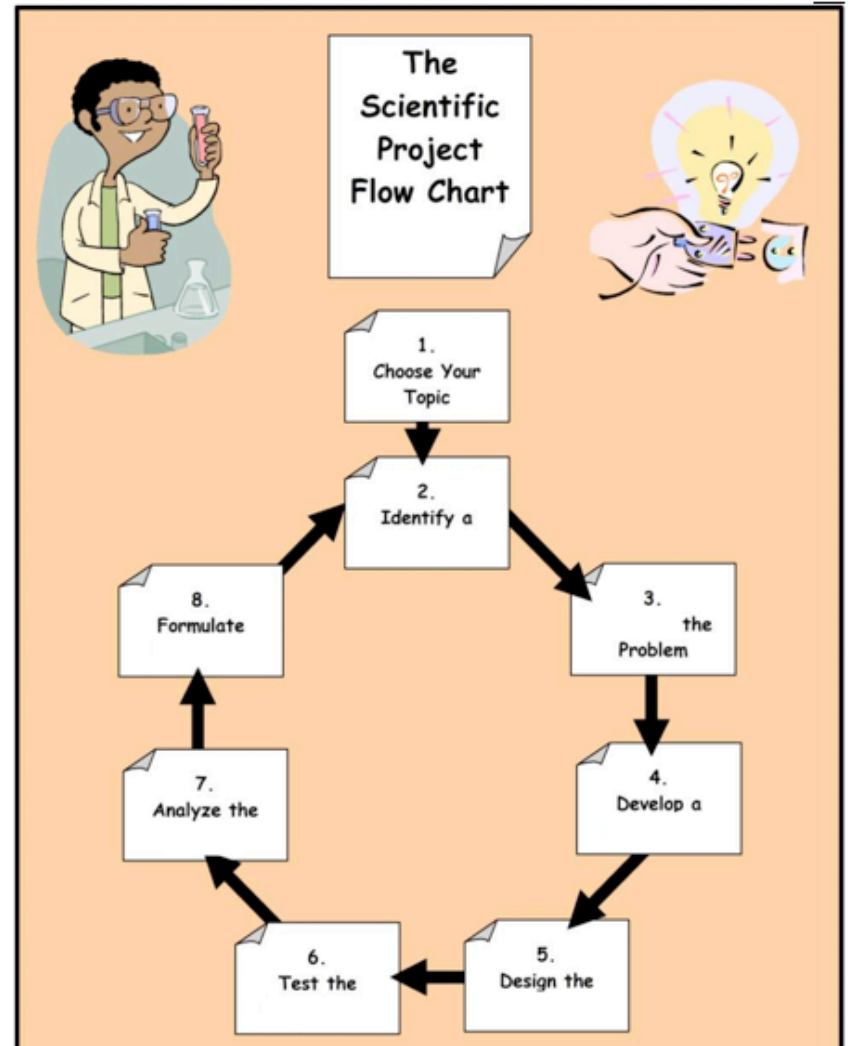 The
Scientific
Project
Flow Chart
1.
Choose Your
Topic
2.
Identify a
3.
the
Problem
4.
Develop a
5.
Design the
6.
Test the
7.
Analyze the
8.
Formulate